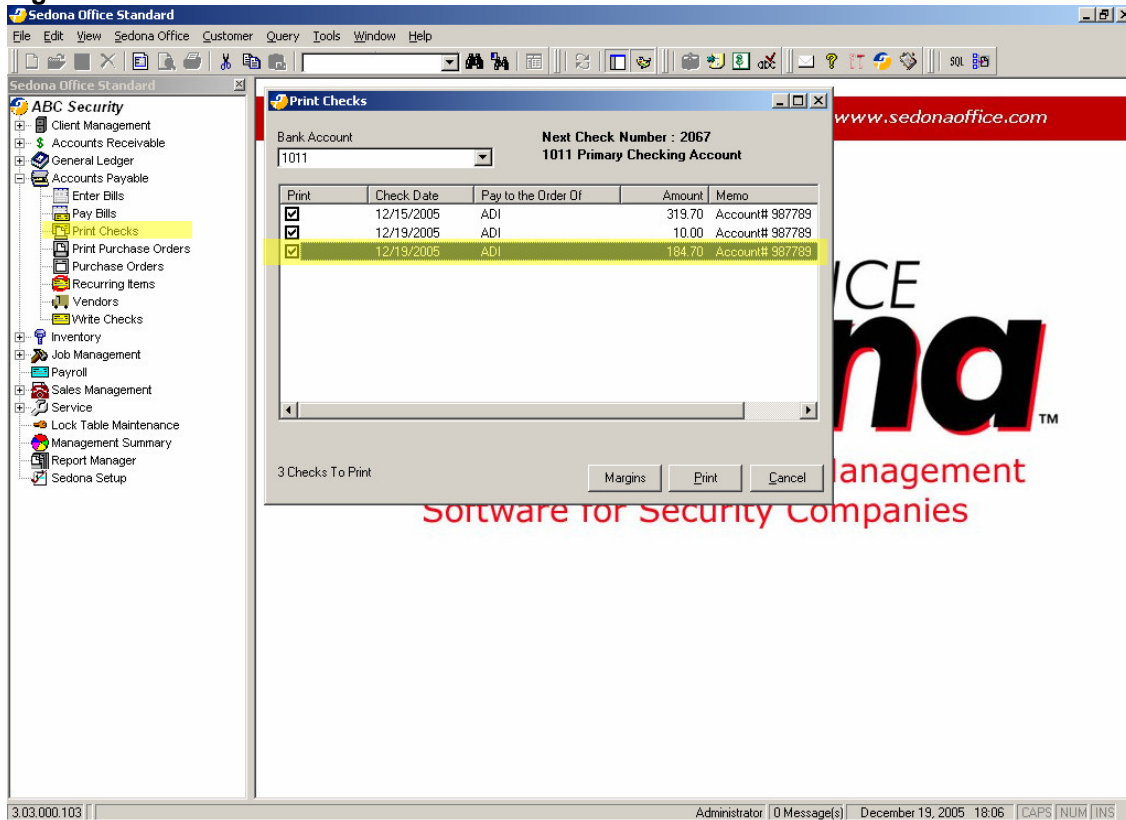 Sedona Office Standard
File Edit View Sedona Office Customer Query Tools Window Help
SQL
Sedona Office Standard
ABC Security
Client Management
Accounts Receivable
General Ledger
Accounts Payable
Enter Bills
Pay Bills
Print Checks
Print Purchase Orders
Purchase Orders
Recurring Items
Vendors
Write Checks
Inventory
Job Management
Payroll
Sales Management
Service
Lock Table Maintenance
Management Summary
Report Manager
Sedona Setup
www.sedonaoffice.com
Print Checks
Bank Account
1011
Next Check Number : 2067
1011 Primary Checking Account
Print Check Date Pay to the Order Of Amount Memo
12/15/2005 ADI 319.70 Account# 987789
12/19/2005 ADI 10.00 Account# 987789
12/19/2005 ADI 184.70 Account# 987789
3 Checks To Print
Margins Print Cancel
ICE
na
TM
lanagement
Software for Security Companies
3.03.000.103 Administrator 0 Message(s) December 19, 2005 18:06 CAPS NUM INS